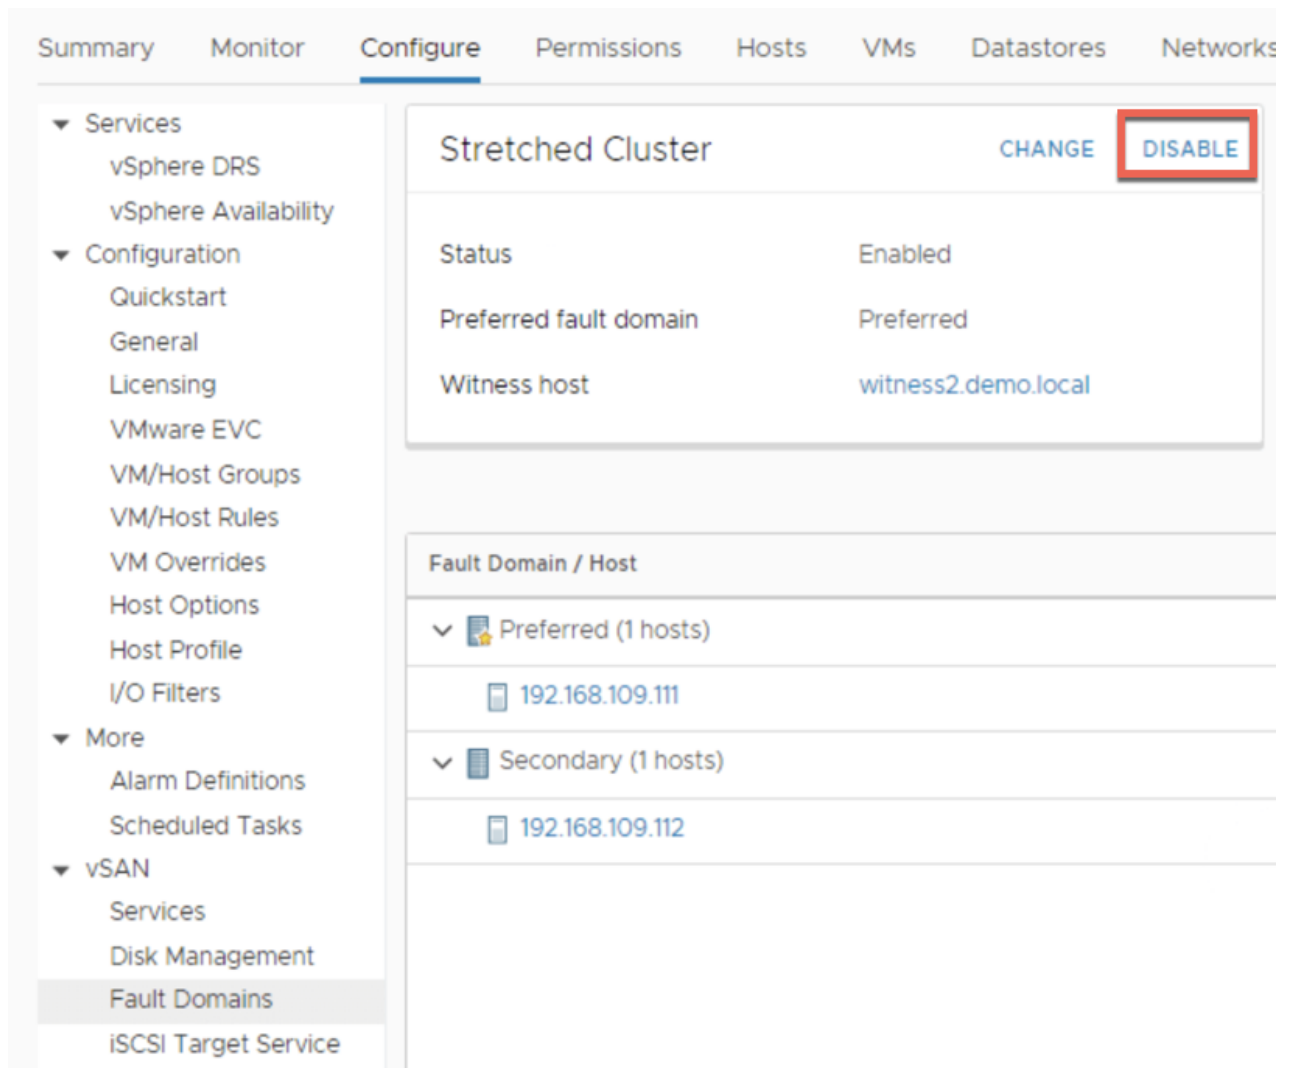 Summary Monitor Configure Permissions Hosts VMs Datastores Networks
Services
vSphere DRS
vSphere Availability
Configuration
Quickstart
General
Licensing
VMware EVC
VM/Host Groups
VM/Host Rules
VM Overrides
Host Options
Host Profile
I/O Filters
More
Alarm Definitions
Scheduled Tasks
vSAN
Services
Disk Management
Fault Domains
iSCSI Target Service
Stretched Cluster CHANGE DISABLE
Status Enabled
Preferred fault domain Preferred
Witness host witness2.demo.local
Fault Domain / Host
Preferred (1 hosts)
192.168.109.111
Secondary (1 hosts)
192.168.109.112